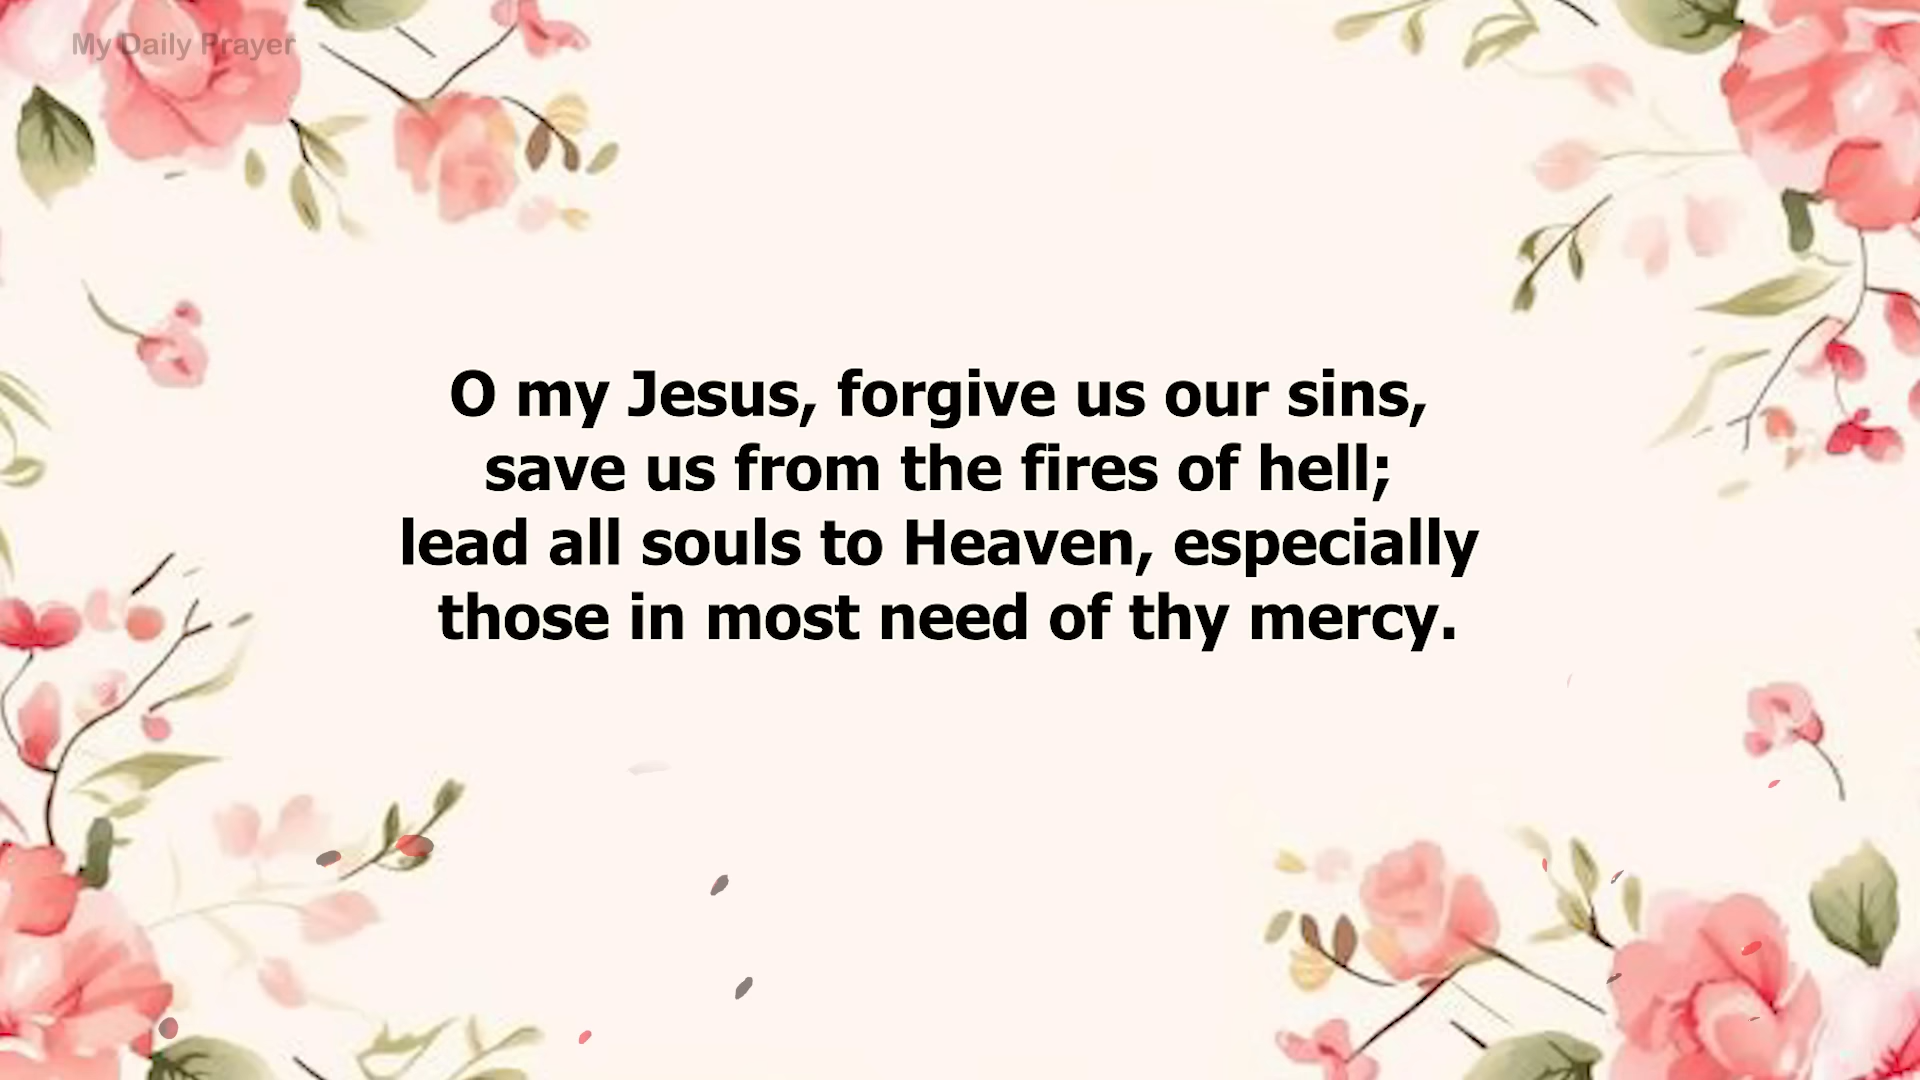 My Daily Prayer
O my Jesus, forgive us our sins,
save us from the fires of hell;
lead all souls to Heaven, especially
those in most need of thy mercy.